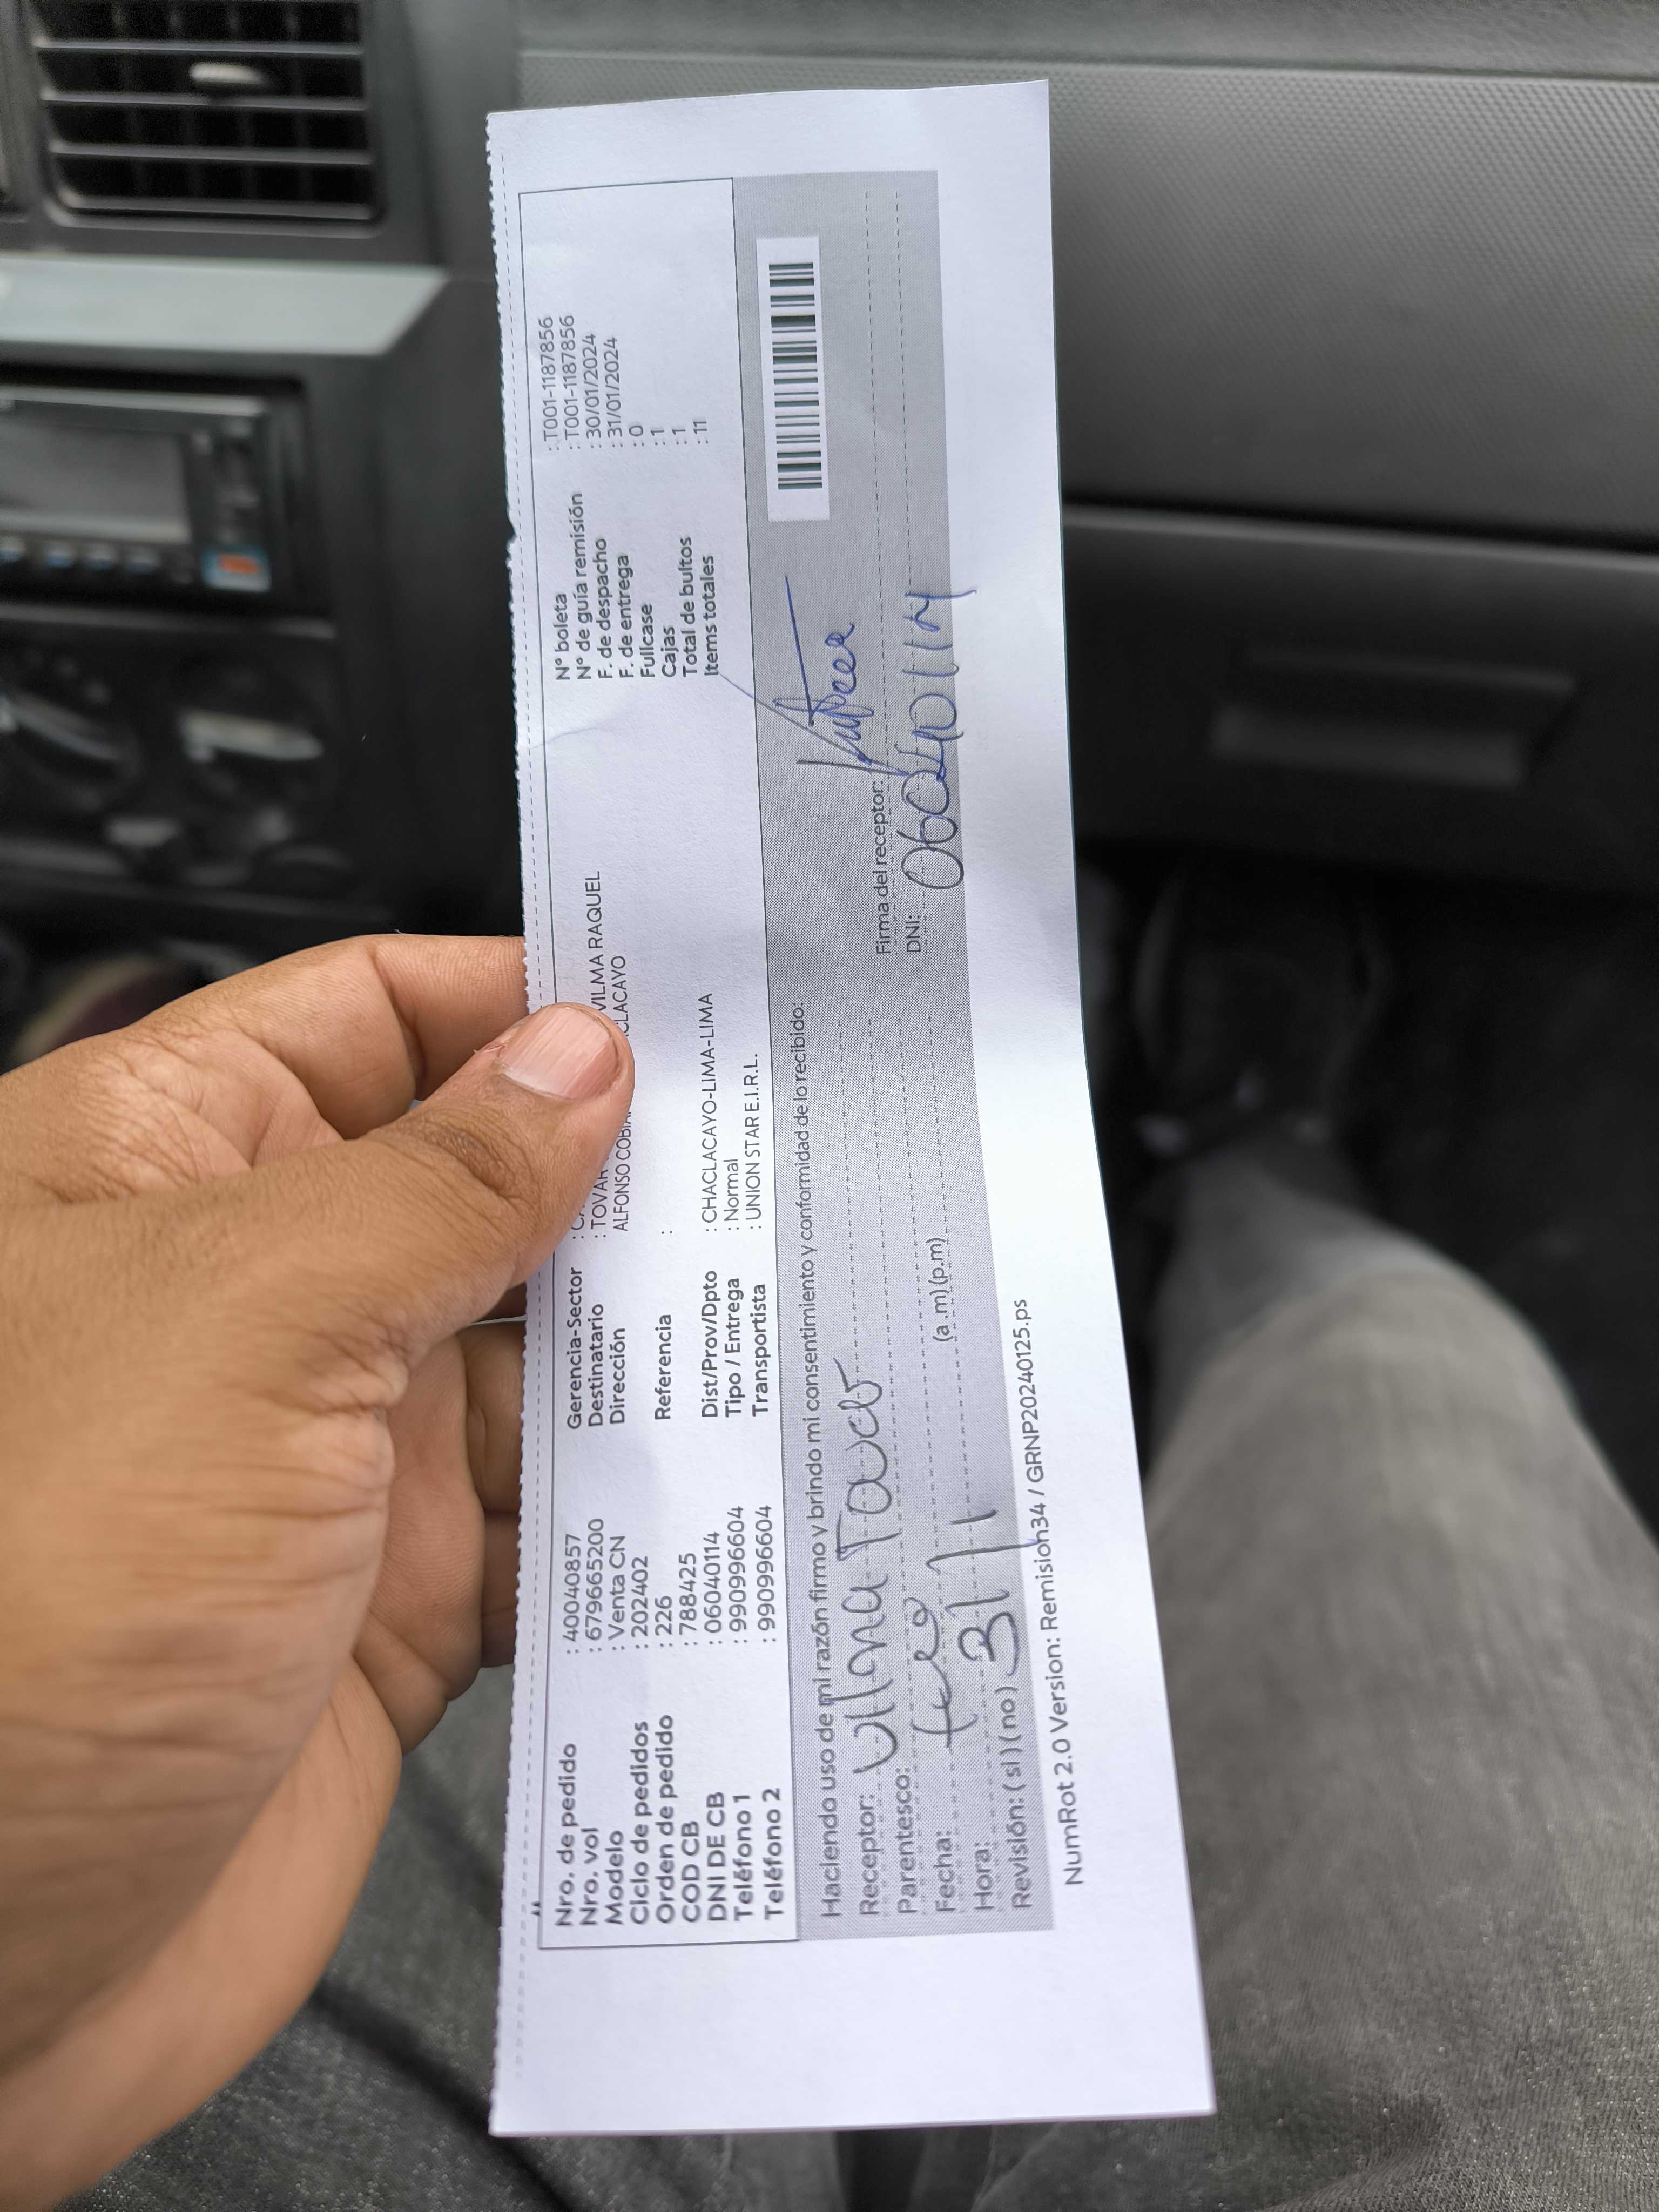 Nro. de pedido : 40040857
Nro. vol : 679665200
Modelo : Venta CN
Ciclo de pedidos : 202402
Orden de pedido : 226
COD CB : 788425
DNI DE CB : 06040114
Teléfono 1 : 990996604
Teléfono 2 : 990996604
Gerencia-Sector :
Destinatario : TOVAR VILMA RAQUEL
Dirección ALFONSO
Referencia :
Dist/Prov/Dpto : CHACLACAYO-LIMA-LIMA
Tipo / Entrega : Normal
Transportista : UNION STAR E.I.R.L.
N° boleta : T001-1187856
N° de guía remisión : T001-1187856
F. de despacho : 30/01/2024
F. de entrega : 31/01/2024
Fullcase : 0
Cajas : 1
Total de bultos : 1
Items totales : 11
Haciendo uso de mi razón firmo y brindo mi consentimiento y conformidad de lo recibido:
Receptor: Vilma
Parentesco:
Fecha:
Hora: (a.m)(p.m)
31/1
Revisión: (si)(no)
Firma del receptor:
DNI: 06040114
NumRot 2.0 Version: Remision34 / GRNP20240125.ps